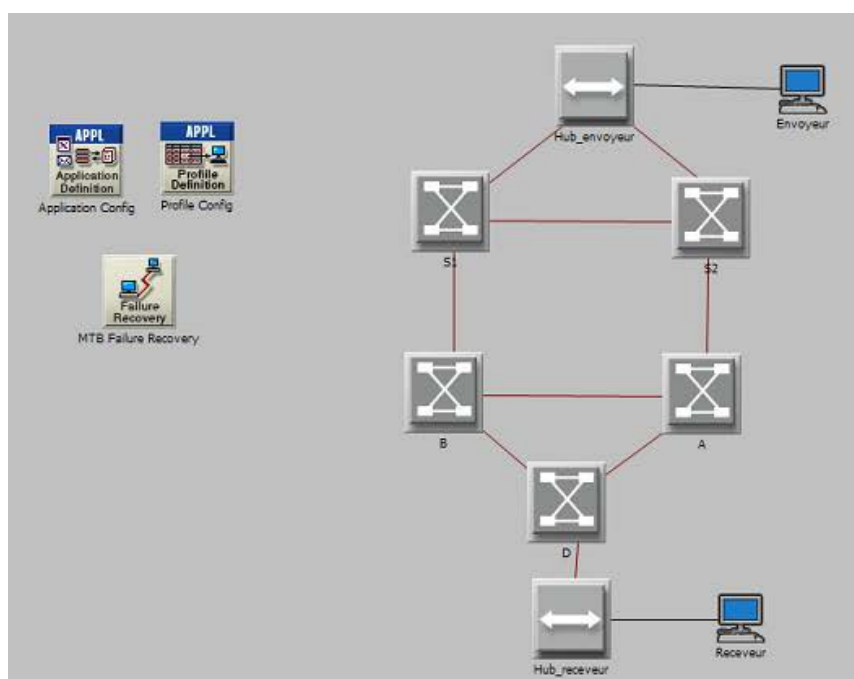 Hub_envoyeur
Envoyeur
APPL
Application
Definition
Application Config
APPL
Profile
Definition
Profile Config
S1
S2
Failure
Recovery
MTB Failure Recovery
B
A
D
Hub_receveur
Receveur